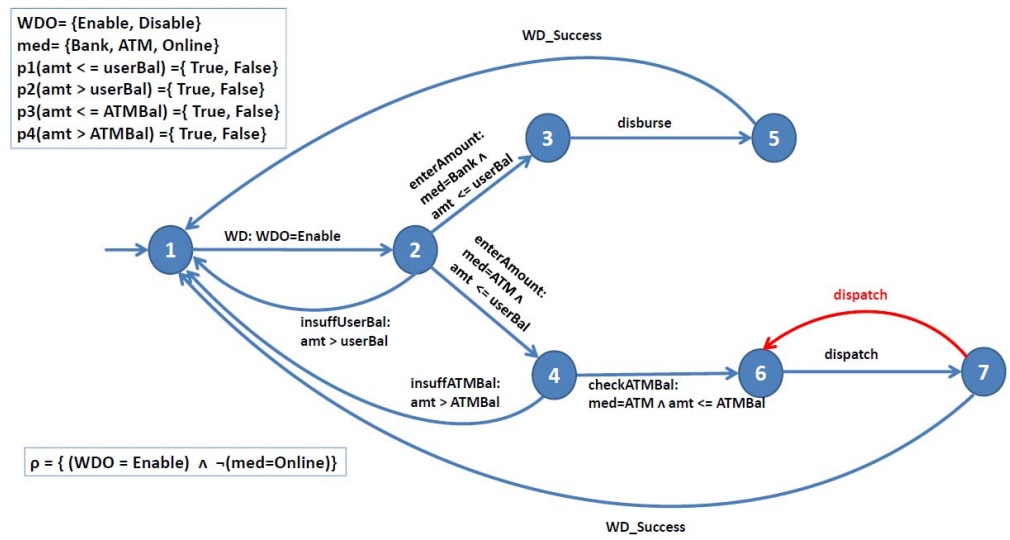 WDO= {Enable, Disable}
med= {Bank, ATM, Online}
p1(amt < = userBal) ={ True, False}
p2(amt > userBal) ={ True, False}
p3(amt <= ATMBal) ={ True, False}
p4(amt > ATMBal) ={ True, False}
WD_Success
3
disburse
5
enterAmount:
med=Bank ∧
amt <= userBal
1
WD: WDO=Enable
2
enterAmount:
med=ATM ∧
amt <= userBal
insuffUserBal:
amt > userBal
dispatch
dispatch
4
6
7
insuffATMBal:
amt > ATMBal
checkATMBal:
med=ATM ∧ amt <= ATMBal
ρ = { (WDO = Enable) ∧ ¬(med=Online)}
WD_Success